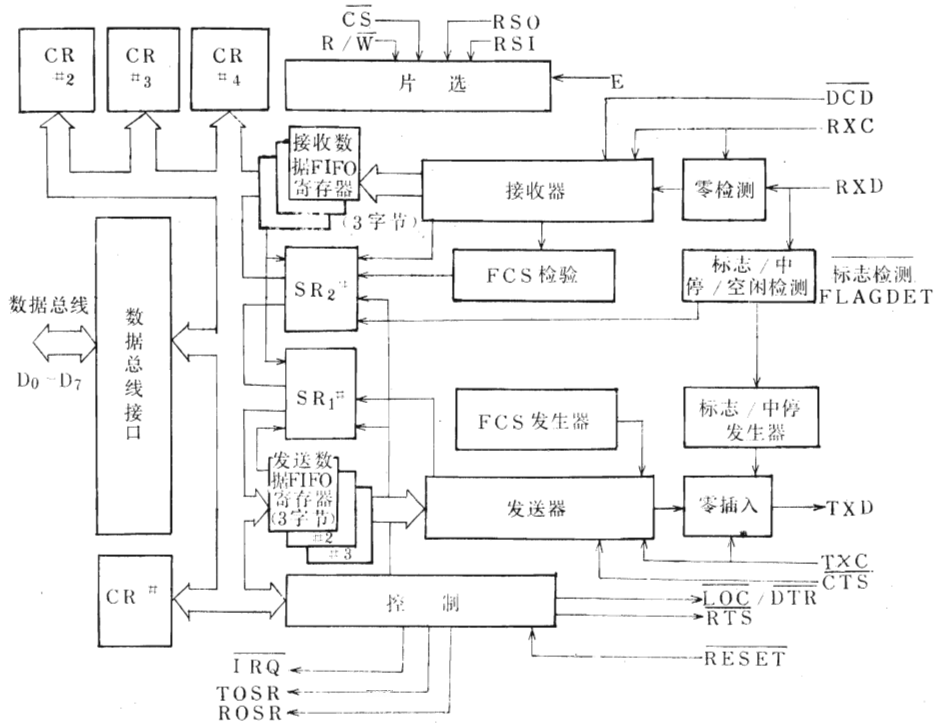 CS
R/W
RSO
RSI
CR
#2
CR
#3
CR
#4
片选
E
DCD
RXC
RXD
接收数
据FIFO
寄存器
(3字节)
接收器
零检测
SR2#
FCS检验
标志/中
停/空闲检测
标志检测
FLAGDET
数据总线
D0~D7
数据总线接口
SR1#
FCS发生器
标志/中停
发生器
发送数
据FIFO
寄存器
(3字节)
#2
#3
发送器
零插入
TXD
TXC
CTS
CR#
控制
LOC/DTR
RTS
RESET
IRQ
TOSR
ROSR